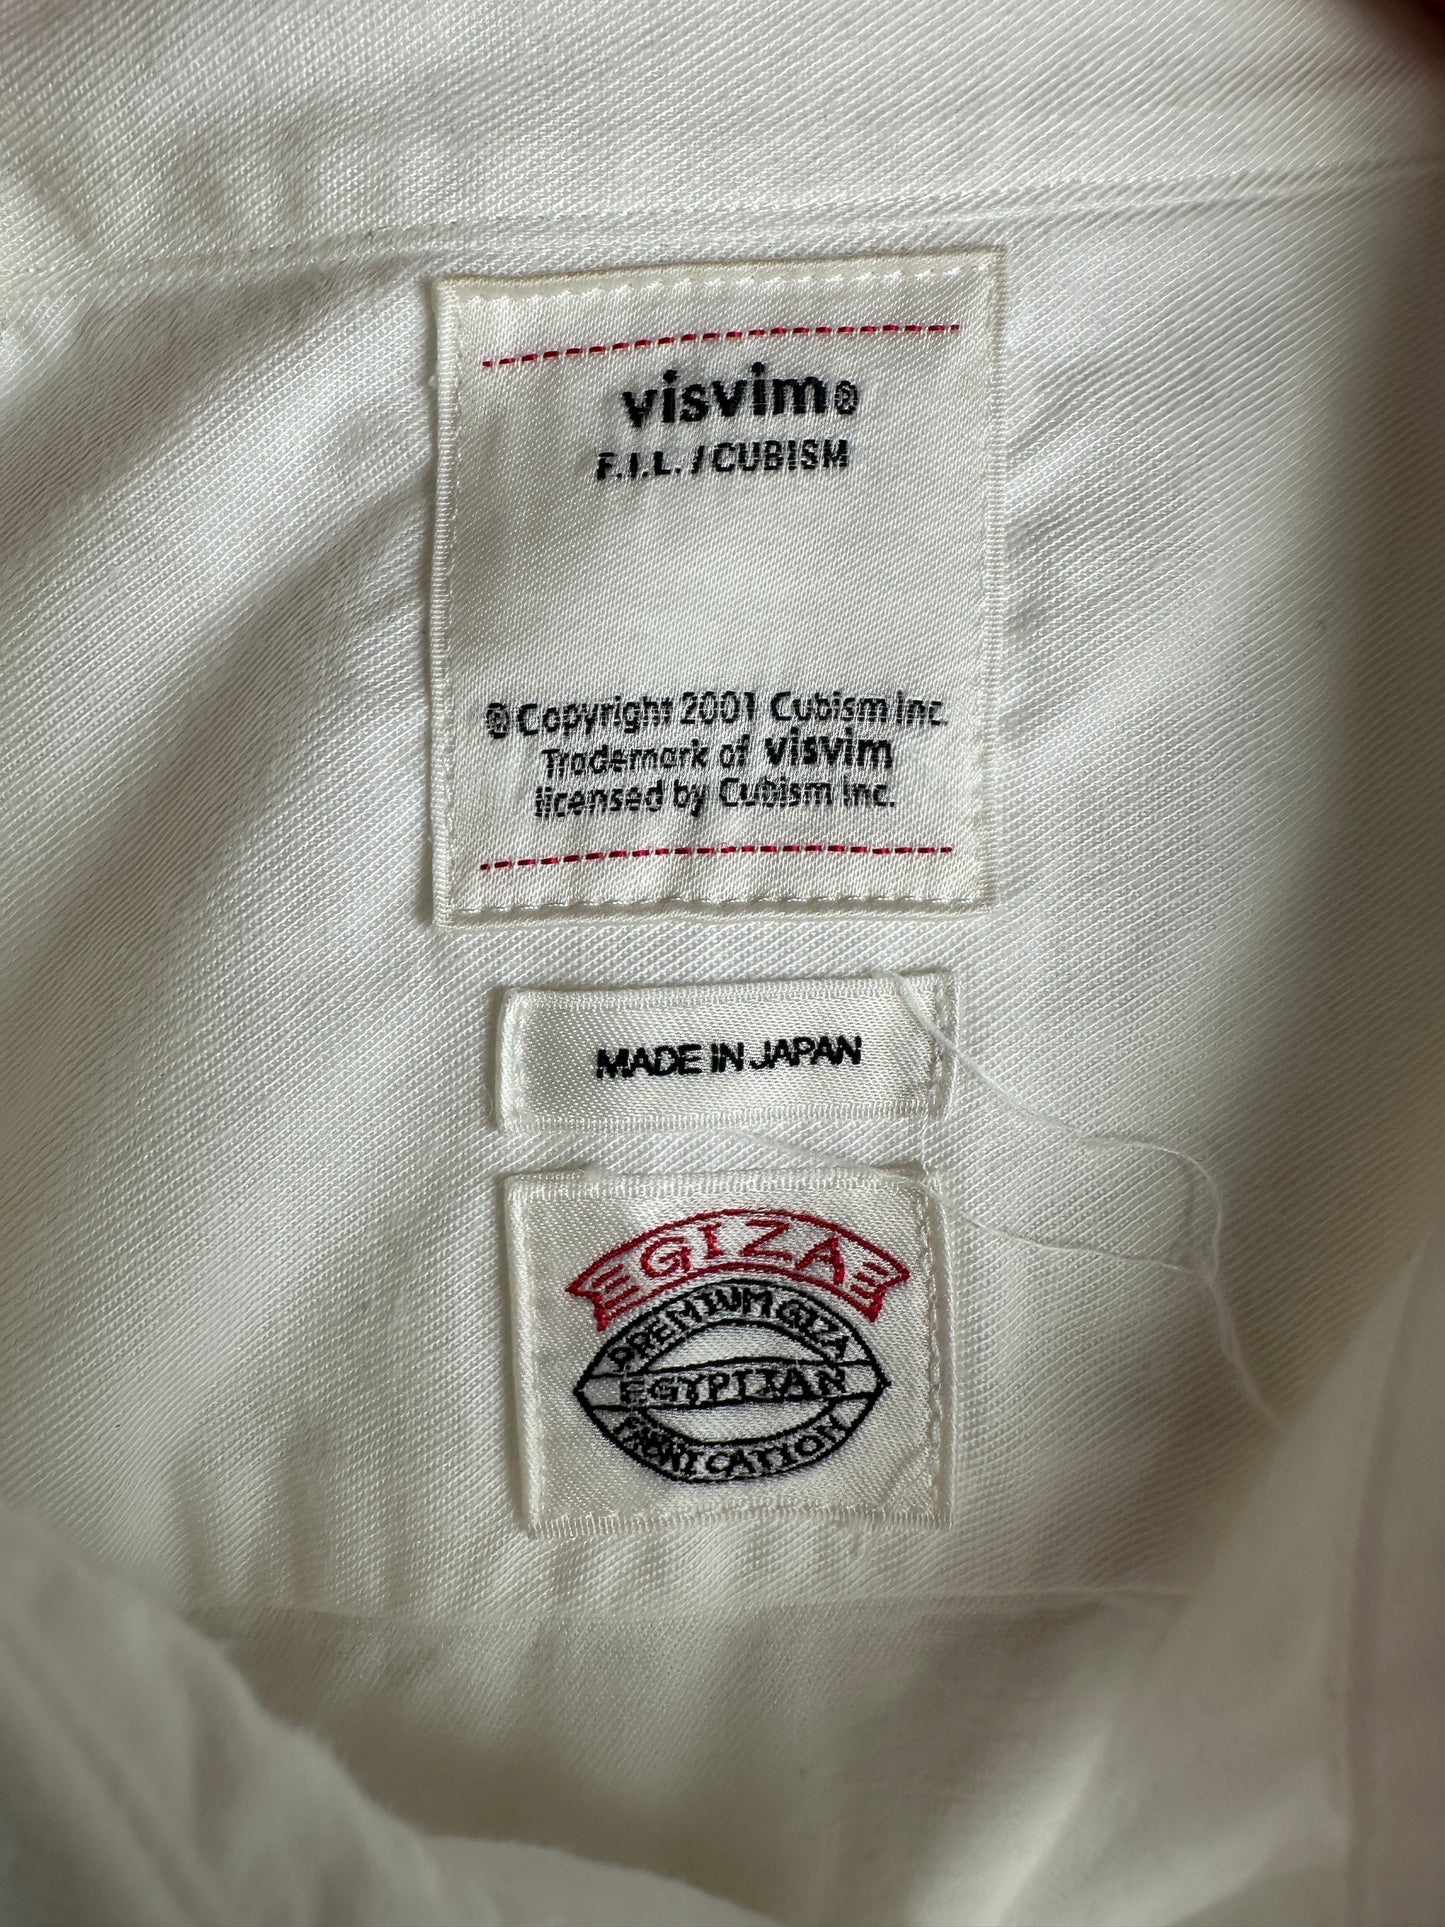 visvim®
F.I.L. / CUBISM
® Copyright 2001 Cubism Inc.
Trademark of visvim
licensed by Cubism Inc.
MADE IN JAPAN
GIZA
PREMIUM GIZA
EGYPTIAN
FABRICATION